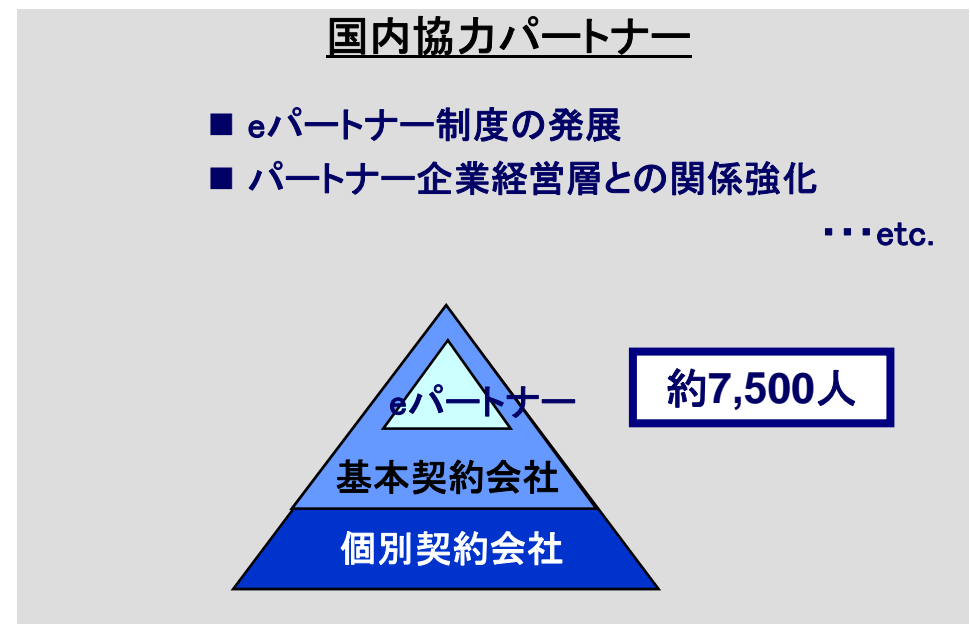 国内協力パートナー
■ eパートナー制度の発展
■ パートナー企業経営層との関係強化
･･･etc.
eパートナー
約7,500人
基本契約会社
個別契約会社